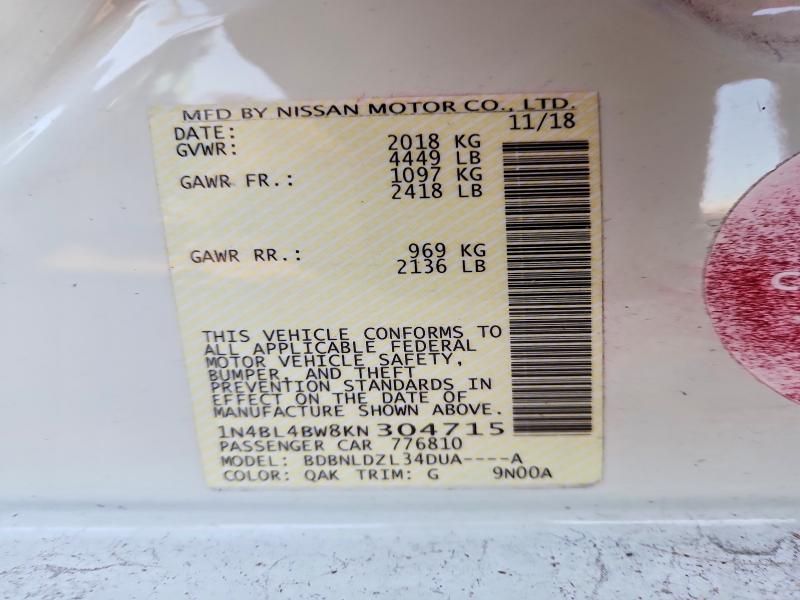 MFD BY NISSAN MOTOR CO., LTD.
DATE: 11/18
GVWR: 2018 KG
4449 LB
GAWR FR.: 1097 KG
2418 LB
GAWR RR.: 969 KG
2136 LB
THIS VEHICLE CONFORMS TO
ALL APPLICABLE FEDERAL
MOTOR VEHICLE SAFETY,
BUMPER, AND THEFT
PREVENTION STANDARDS IN
EFFECT ON THE DATE OF
MANUFACTURE SHOWN ABOVE.
1N4BL4BW8KN 304715
PASSENGER CAR 776810
MODEL: BDBNLDZL34DUA----A
COLOR: QAK TRIM: G 9N00A